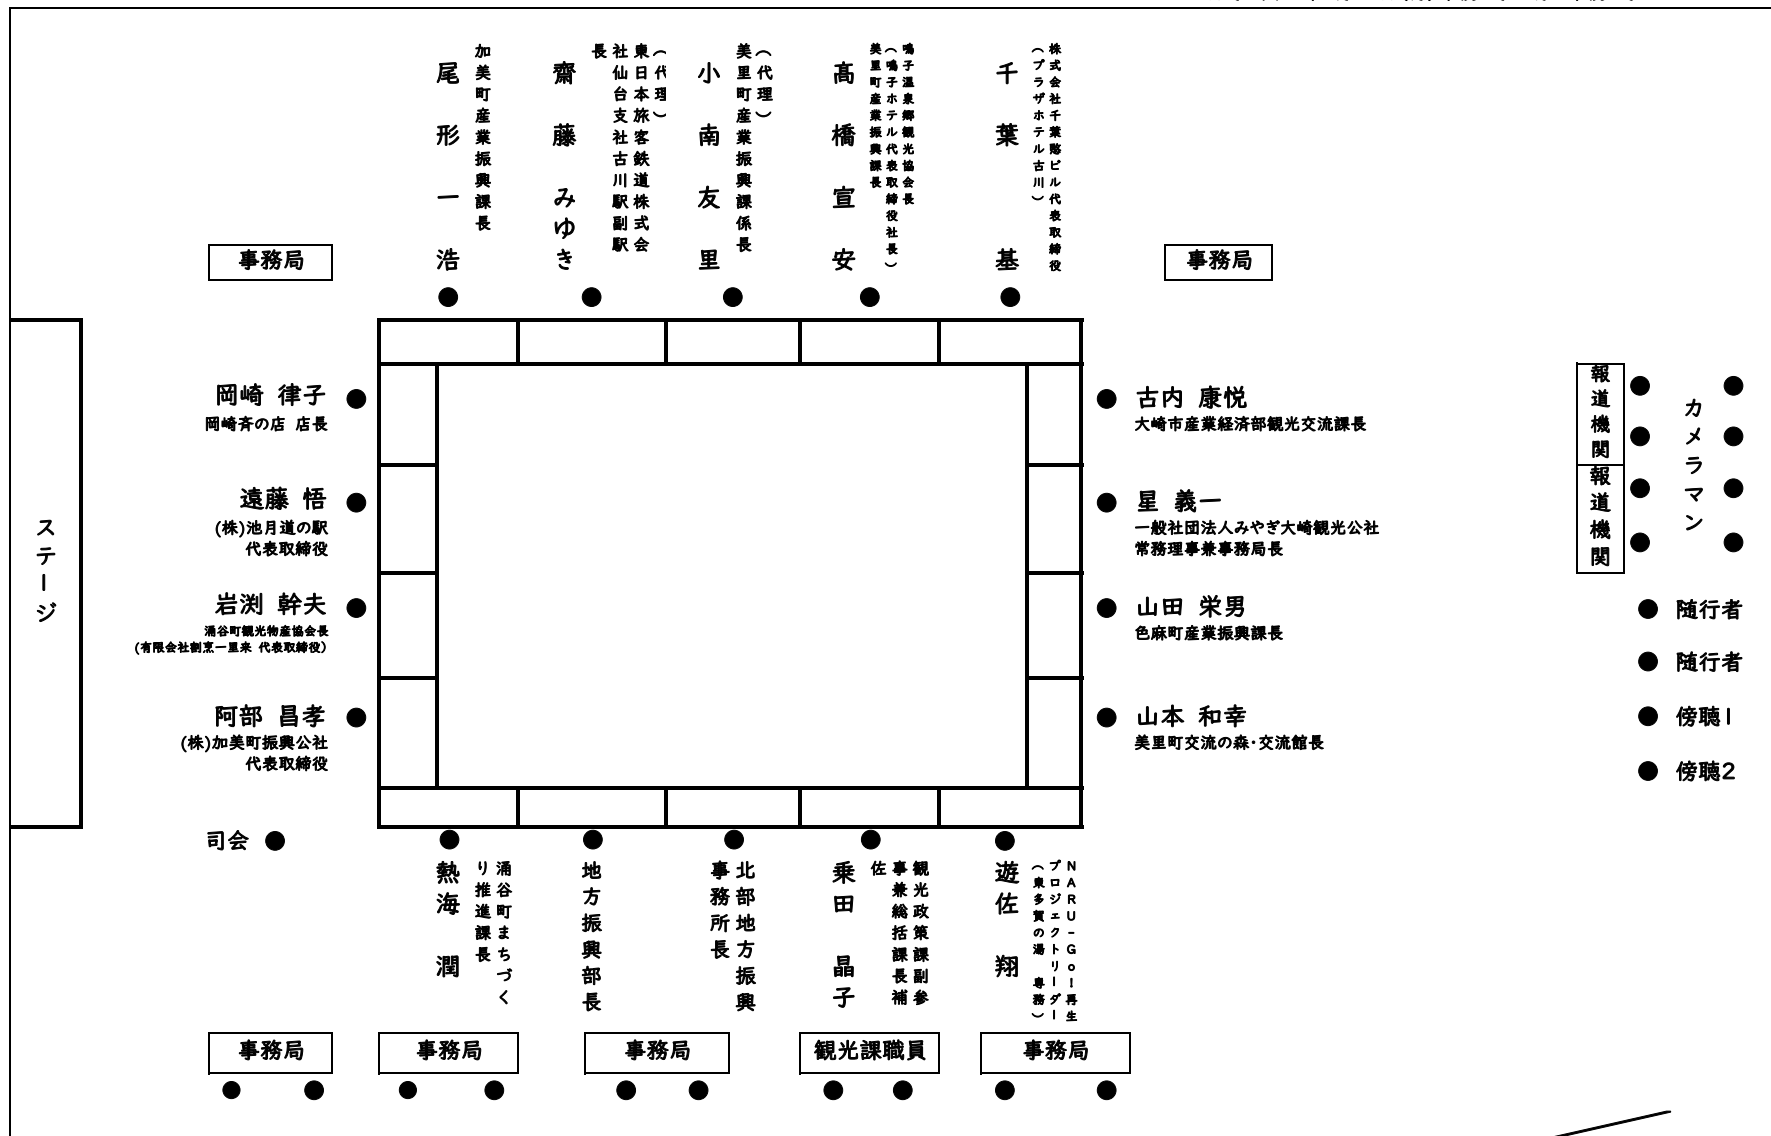 加美町産業振興課長
尾形一浩
(代理)
東日本旅客鉄道株式会
社仙台支社古川駅副駅
長
齋藤みゆき
(代理)
美里町産業振興課係長
小南友里
鳴子温泉郷観光協会長
(鳴子ホテル代表取締役社長)
美里町産業振興課長
髙橋宣安
株式会社千葉憨ビル代表取締役
(プラザホテル古川)
千葉基
事務局
事務局
ステージ
岡崎 律子
岡崎斉の店 店長
遠藤 悟
(株)池月道の駅
代表取締役
岩渕 幹夫
涌谷町観光物産協会長
(有限会社割烹一里来 代表取締役)
阿部 昌孝
(株)加美町振興公社
代表取締役
古内 康悦
大崎市産業経済部観光交流課長
星 義一
一般社団法人みやぎ大崎観光公社
常務理事兼事務局長
山田 栄男
色麻町産業振興課長
山本 和幸
美里町交流の森・交流館長
報道機関
報道機関
カメラマン
随行者
随行者
傍聴1
傍聴2
司会
涌谷町まちづく
り推進課長
熱海 潤
地方振興部長
北部地方振興
事務所長
観光政策課副参
事兼総括課長補
佐
乗田 晶子
NARU-Go!再生
プロジェクトリーダー
(東多賀の湯 専務)
遊佐 翔
事務局
事務局
事務局
観光課職員
事務局